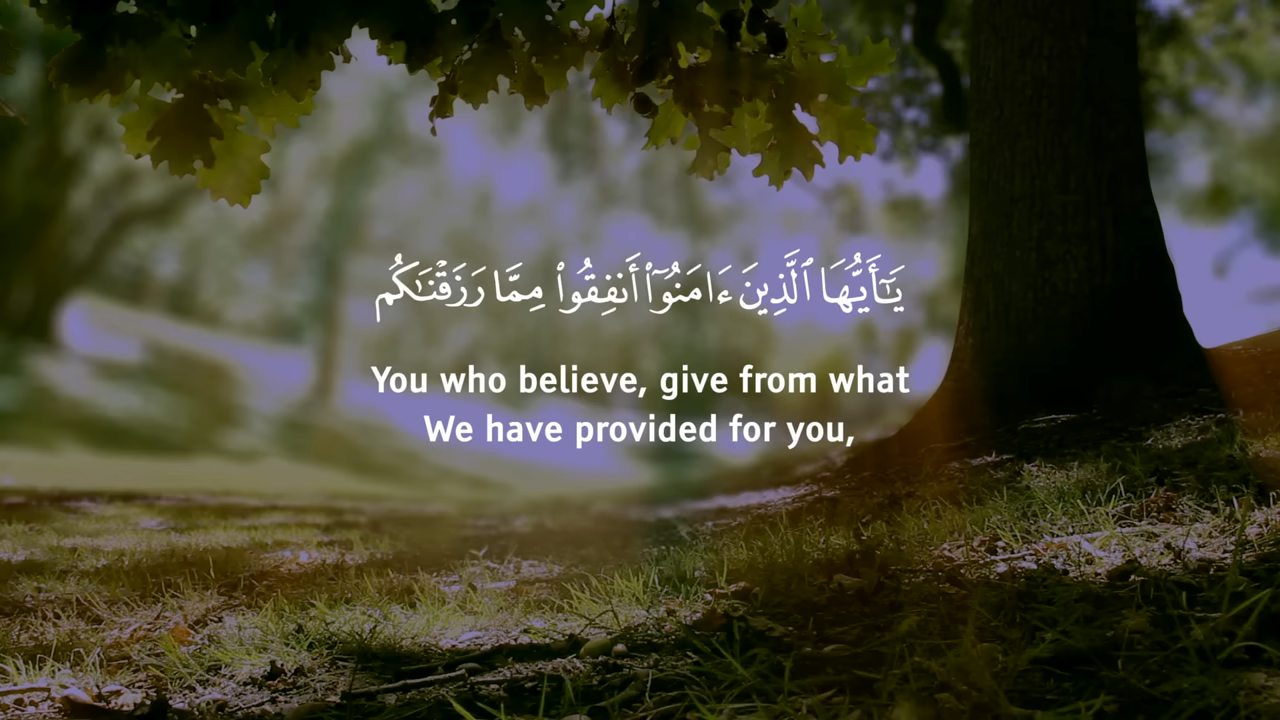 يَـٰٓأَيُّهَا ٱلَّذِينَ ءَامَنُوٓا۟ أَنفِقُوا۟ مِمَّا رَزَقْنَـٰكُم
You who believe, give from what
We have provided for you,